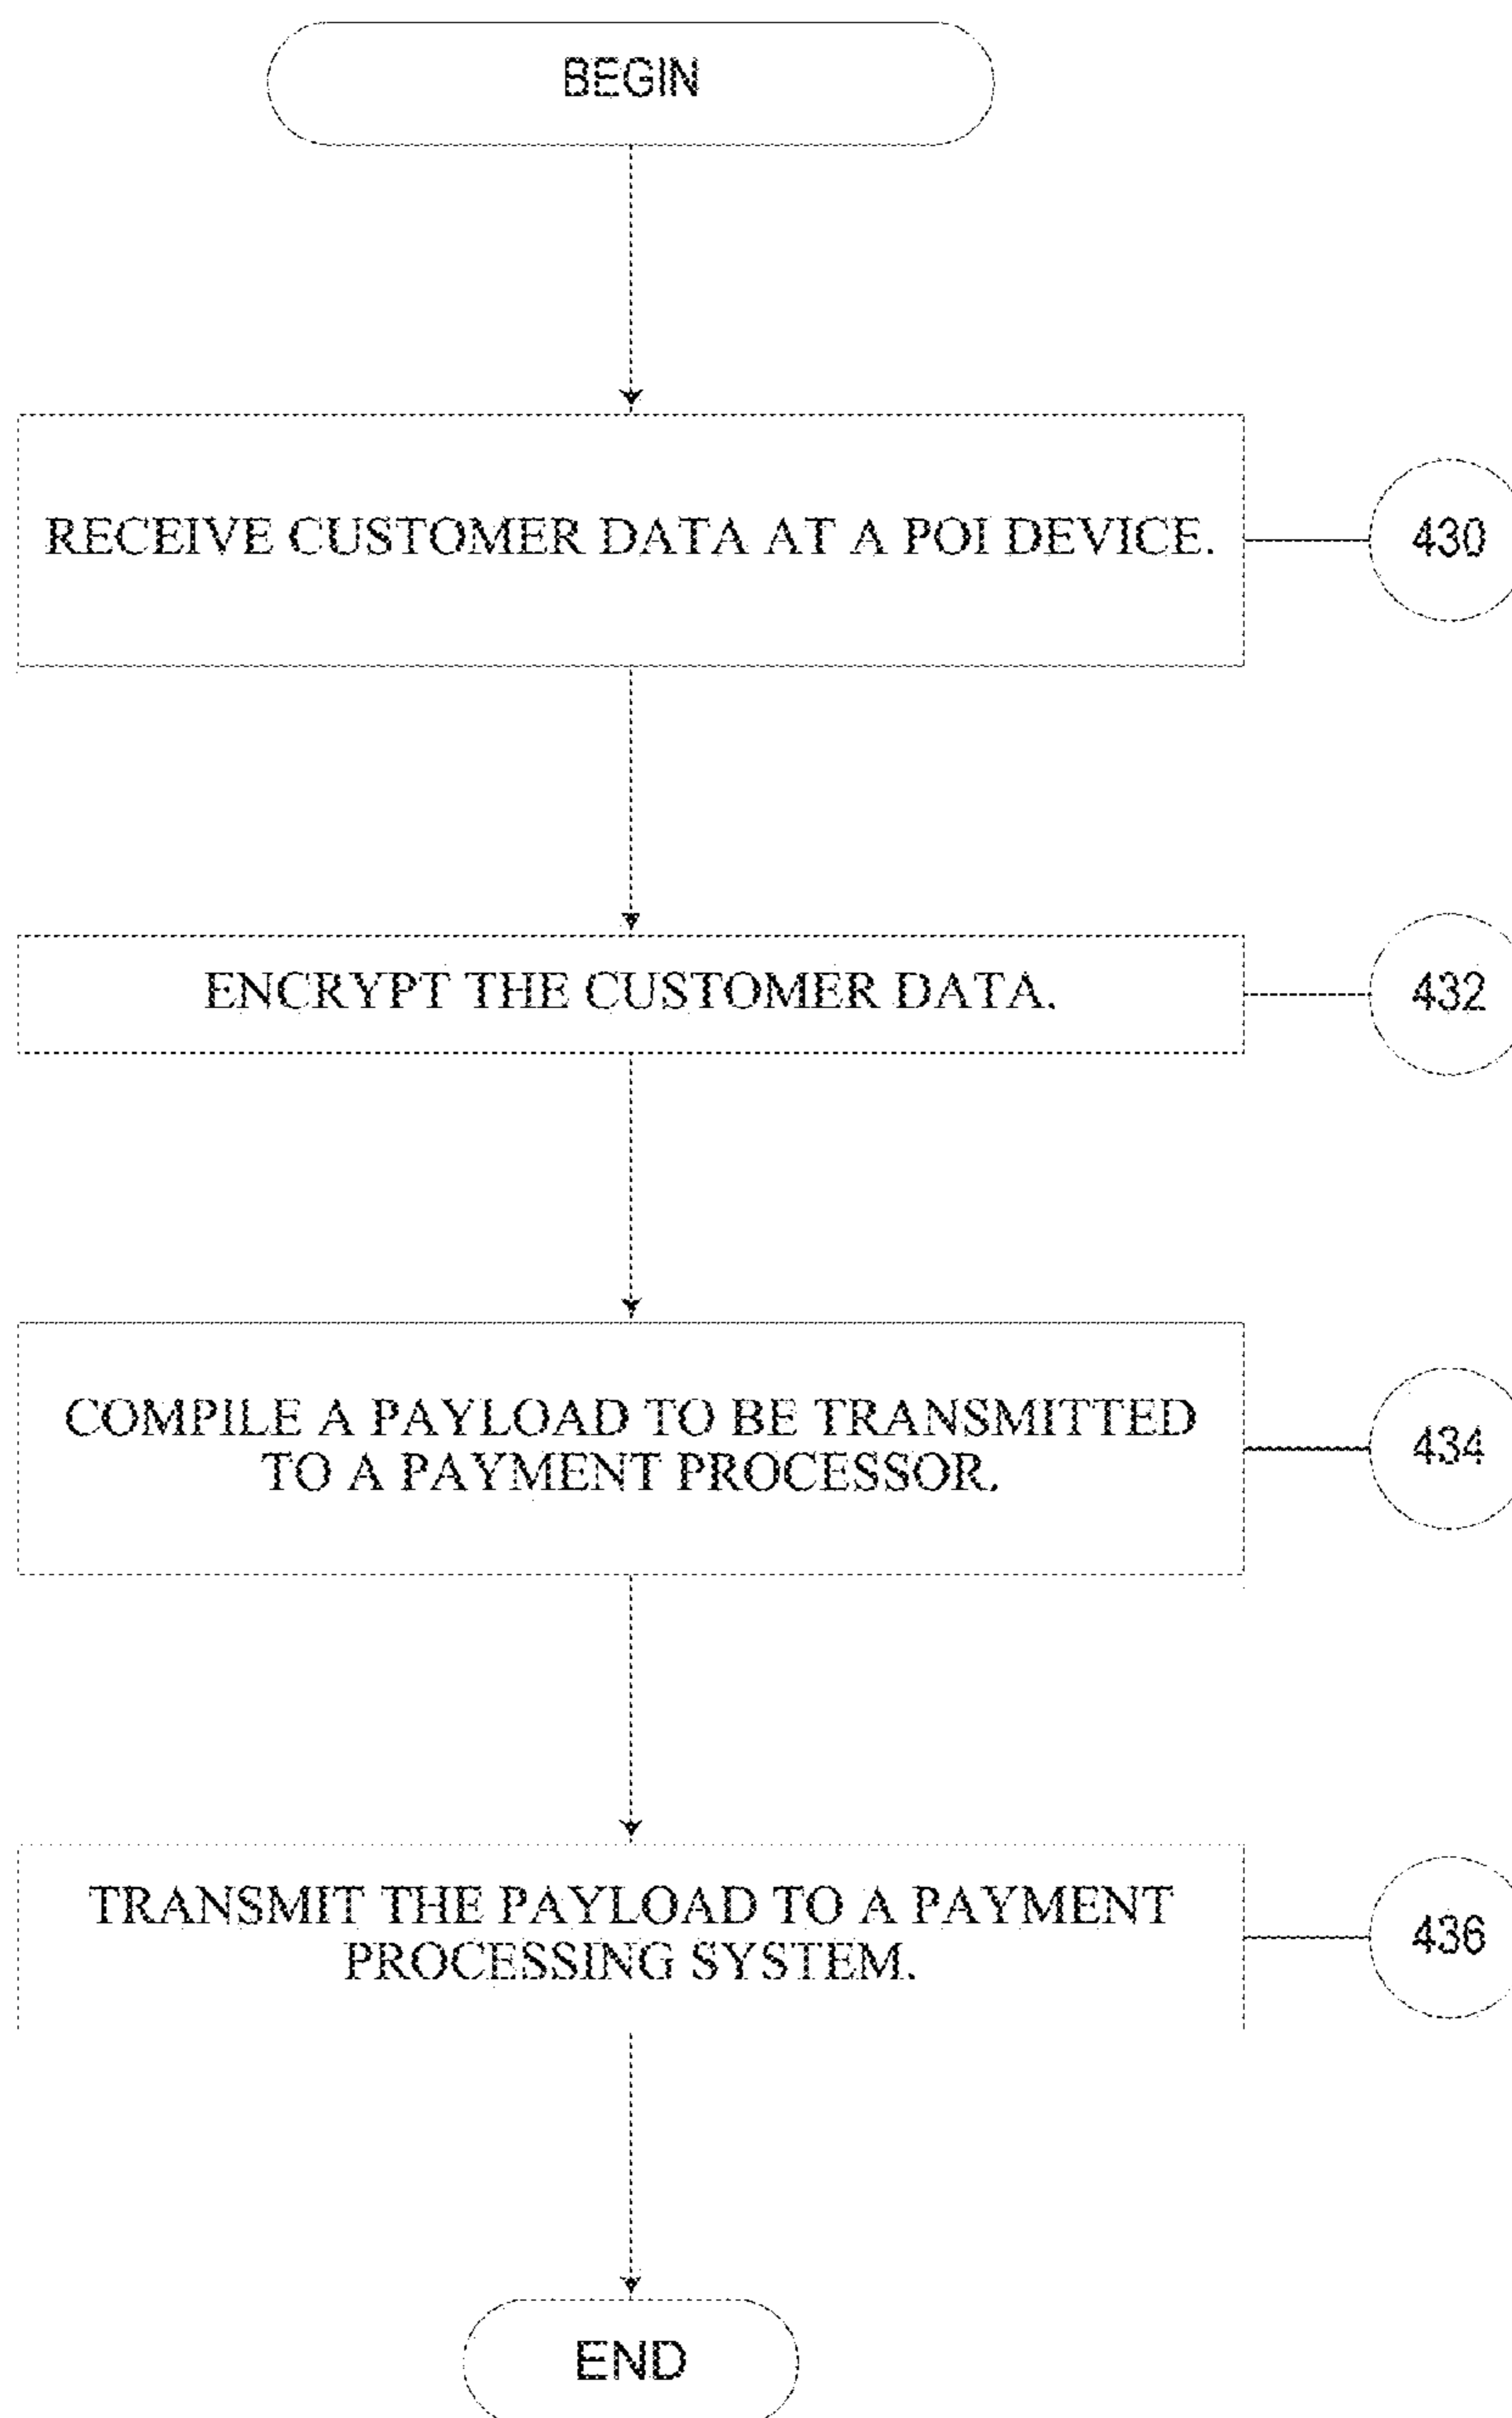 BEGIN
RECEIVE CUSTOMER DATA AT A POI DEVICE.
430
ENCRYPT THE CUSTOMER DATA.
432
COMPILE A PAYLOAD TO BE TRANSMITTED
TO A PAYMENT PROCESSOR.
434
TRANSMIT THE PAYLOAD TO A PAYMENT
PROCESSING SYSTEM.
436
END